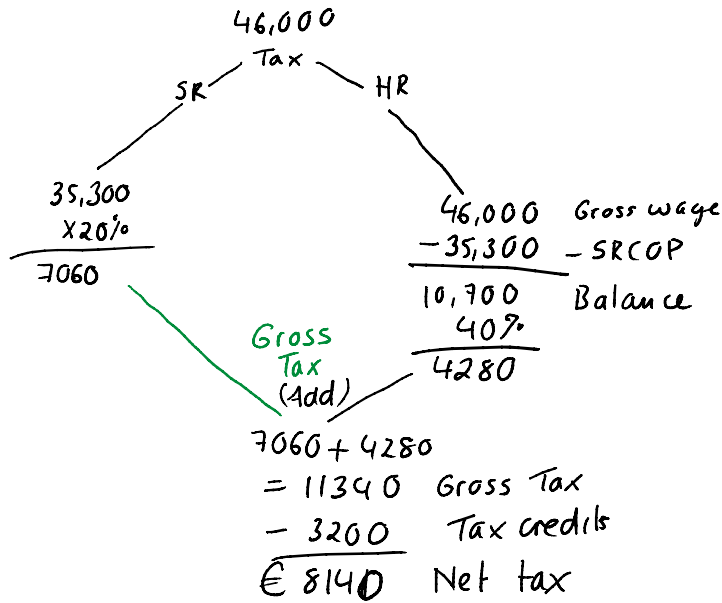 46,000
Tax
SR
HR
35,300
x20%
7060
46,000 Gross wage
-35,300 - SRCOP
10,700 Balance
40%
4280
Gross
Tax
(Add)
7060 + 4280
= 11340 Gross Tax
- 3200 Tax credits
€ 8140 Net tax